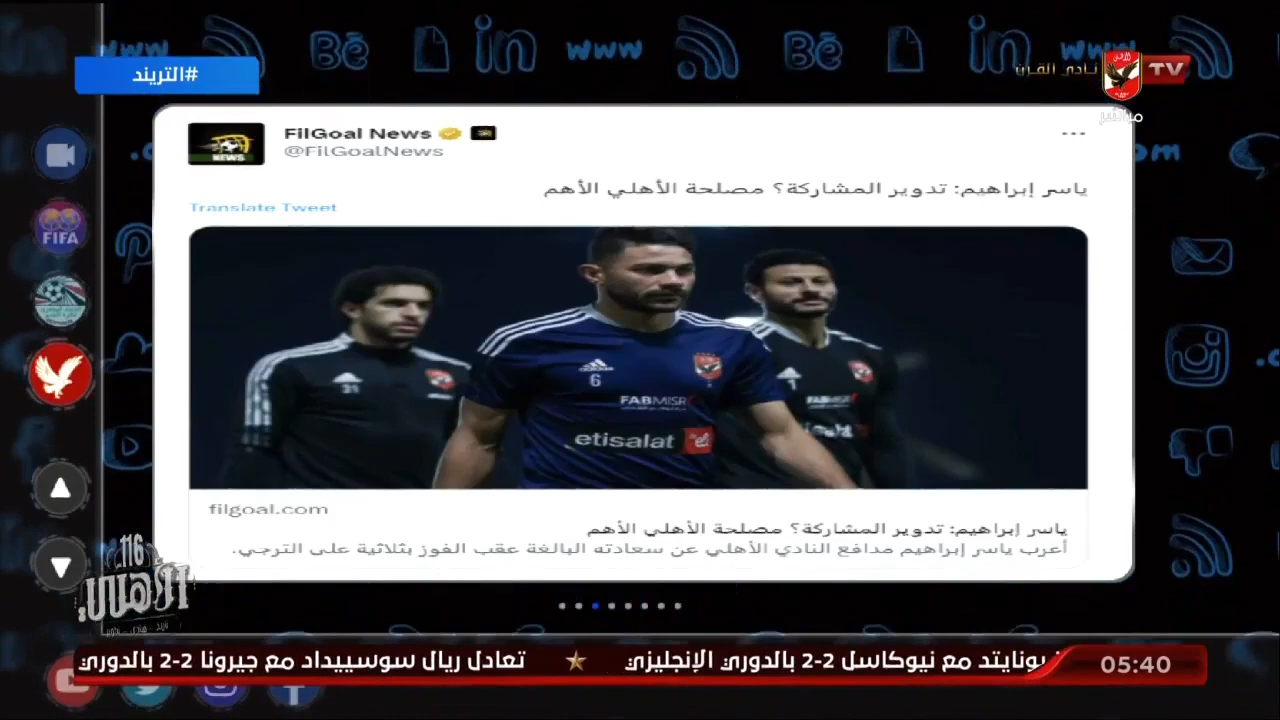 #التريند
نادي القرن
TV
مباشر
FilGoal News
@FilGoalNews
NEWS
ياسر إبراهيم: تدوير المشاركة؟ مصلحة الأهلي الأهم
Translate Tweet
FIFA
6
FABMISR
etisalat
filgoal.com
ياسر إبراهيم: تدوير المشاركة؟ مصلحة الأهلي الأهم
أعرب ياسر إبراهيم مدافع النادي الأهلي عن سعادته البالغة عقب الفوز بثلاثية على الترجي.
116
الأهلي
يونايتد مع نيوكاسل 2-2 بالدوري الإنجليزي ★ تعادل ريال سوسييداد مع جيرونا 2-2 بالدوري
05:40